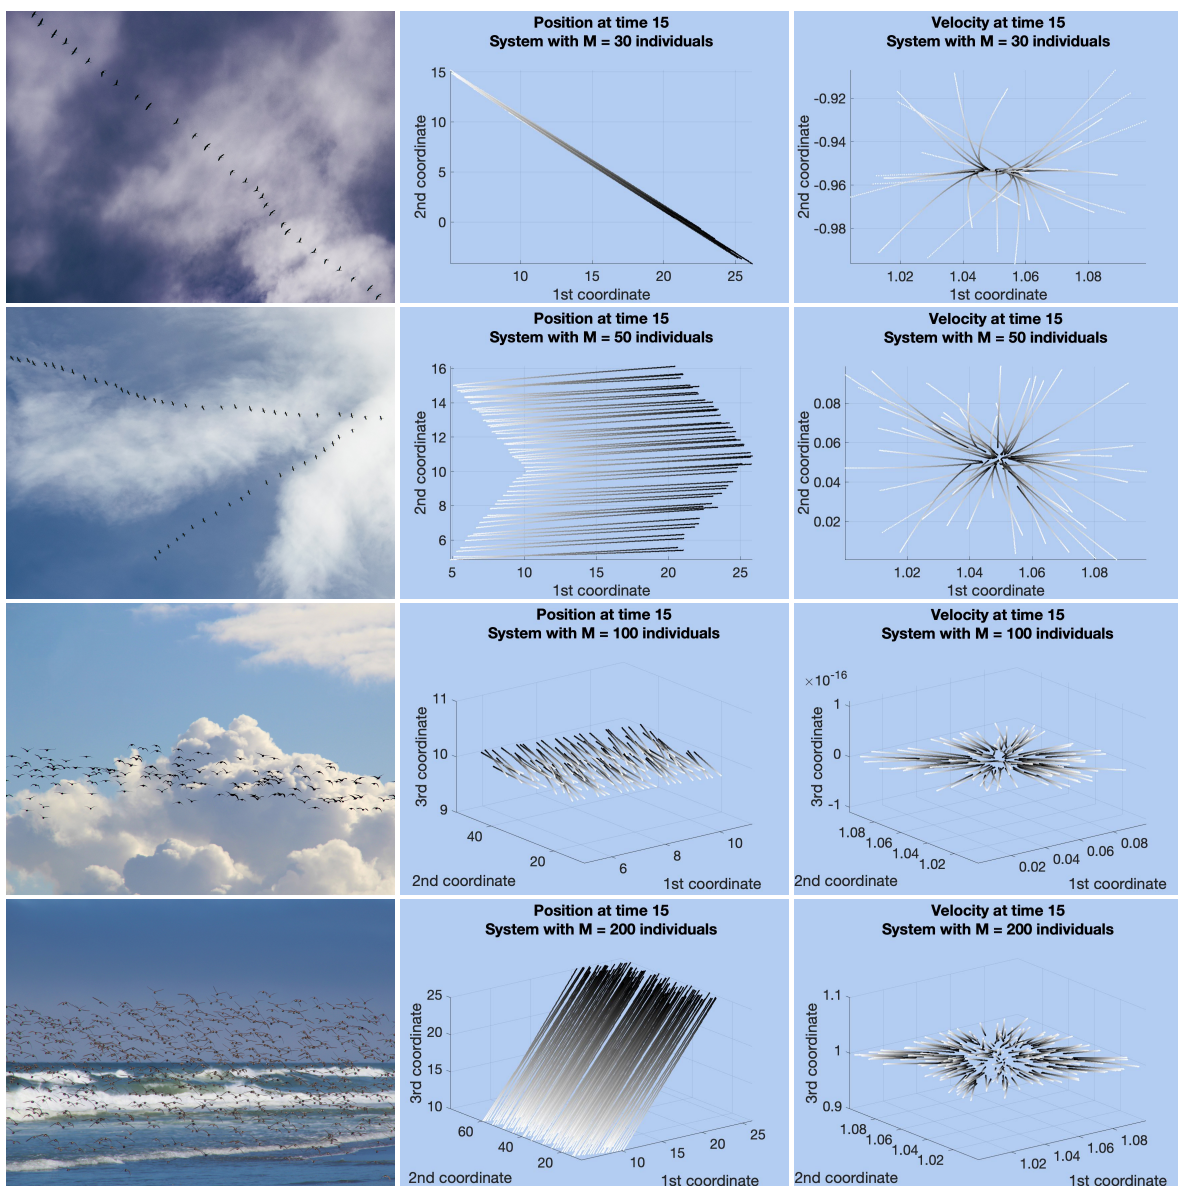 Position at time 15
System with M = 30 individuals
15
10
5
0
2nd coordinate
10
15
20
25
1st coordinate
Velocity at time 15
System with M = 30 individuals
-0.92
-0.94
-0.96
-0.98
2nd coordinate
1.02
1.04
1.06
1.08
1st coordinate
Position at time 15
System with M = 50 individuals
16
14
12
10
8
6
2nd coordinate
5
10
15
20
25
1st coordinate
Velocity at time 15
System with M = 50 individuals
0.08
0.06
0.04
0.02
2nd coordinate
1.02
1.04
1.06
1.08
1st coordinate
Position at time 15
System with M = 100 individuals
11
10
9
3rd coordinate
40
20
2nd coordinate
6
8
10
1st coordinate
Velocity at time 15
System with M = 100 individuals
×10⁻¹⁶
1
0
-1
3rd coordinate
1.08
1.06
1.04
1.02
2nd coordinate
0.02
0.04
0.06
0.08
1st coordinate
Position at time 15
System with M = 200 individuals
25
20
15
10
3rd coordinate
60
40
20
2nd coordinate
10
15
20
25
1st coordinate
Velocity at time 15
System with M = 200 individuals
1.1
1
0.9
3rd coordinate
1.08
1.06
1.04
1.02
2nd coordinate
1.02
1.04
1.06
1.08
1st coordinate